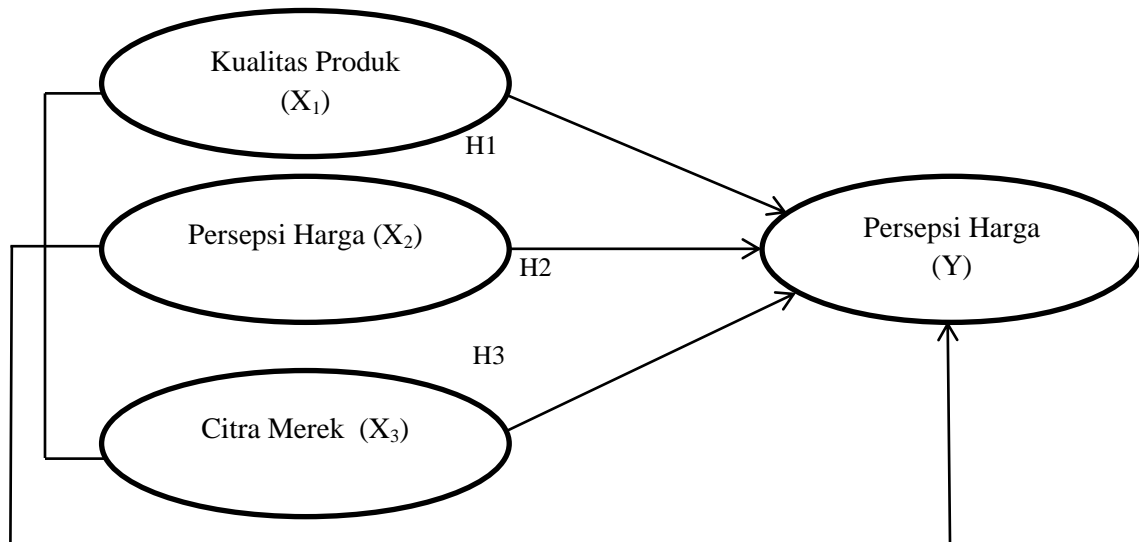 Kualitas Produk
(X₁)
H1
Persepsi Harga (X₂)
H2
Persepsi Harga
(Y)
H3
Citra Merek (X₃)